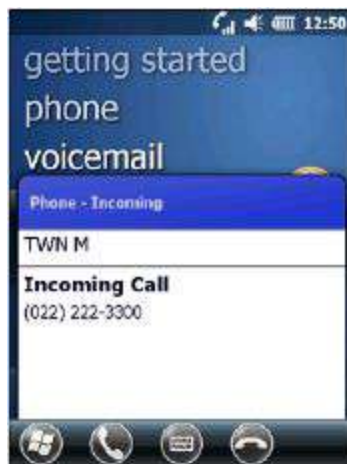 12:50
getting started
phone
voicemail
Phone - Incoming
TWN M
Incoming Call
(022) 222-3300